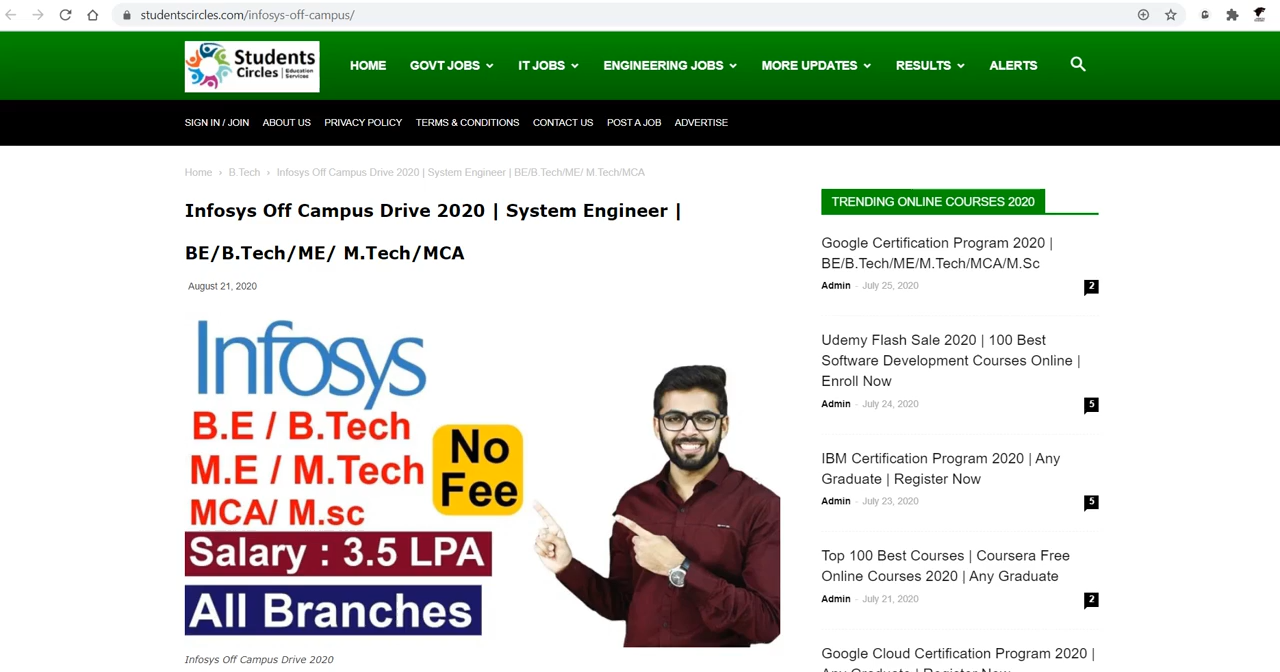 studentscircles.com/infosys-off-campus/
Students
Circles | Education
Services
HOME GOVT JOBS IT JOBS ENGINEERING JOBS MORE UPDATES RESULTS ALERTS
SIGN IN / JOIN ABOUT US PRIVACY POLICY TERMS & CONDITIONS CONTACT US POST A JOB ADVERTISE
Home › B.Tech › Infosys Off Campus Drive 2020 | System Engineer | BE/B.Tech/ME/ M.Tech/MCA
Infosys Off Campus Drive 2020 | System Engineer |
BE/B.Tech/ME/ M.Tech/MCA
August 21, 2020
Infosys
B.E / B.Tech
M.E / M.Tech
MCA/ M.sc
No
Fee
Salary : 3.5 LPA
All Branches
Infosys Off Campus Drive 2020
TRENDING ONLINE COURSES 2020
Google Certification Program 2020 |
BE/B.Tech/ME/M.Tech/MCA/M.Sc
Admin - July 25, 2020 2
Udemy Flash Sale 2020 | 100 Best
Software Development Courses Online |
Enroll Now
Admin - July 24, 2020 5
IBM Certification Program 2020 | Any
Graduate | Register Now
Admin - July 23, 2020 5
Top 100 Best Courses | Coursera Free
Online Courses 2020 | Any Graduate
Admin - July 21, 2020 2
Google Cloud Certification Program 2020 |
Any Graduate | Register Now